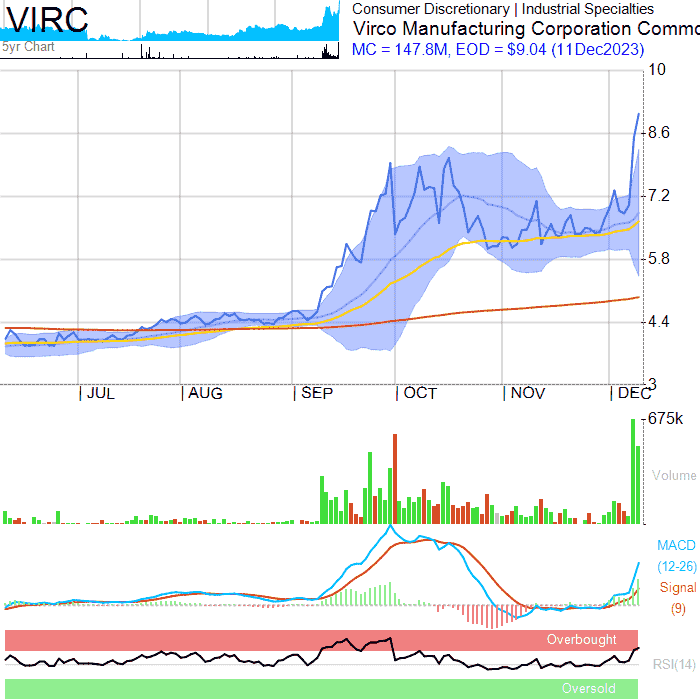 VIRC
5yr Chart
Consumer Discretionary | Industrial Specialties
Virco Manufacturing Corporation Commo
MC = 147.8M, EOD = $9.04 (11Dec2023)
10
8.6
7.2
5.8
4.4
3
| JUL | AUG | SEP | OCT | NOV | DEC
675k
Volume
MACD
(12-26)
Signal
(9)
Overbought
RSI(14)
Oversold